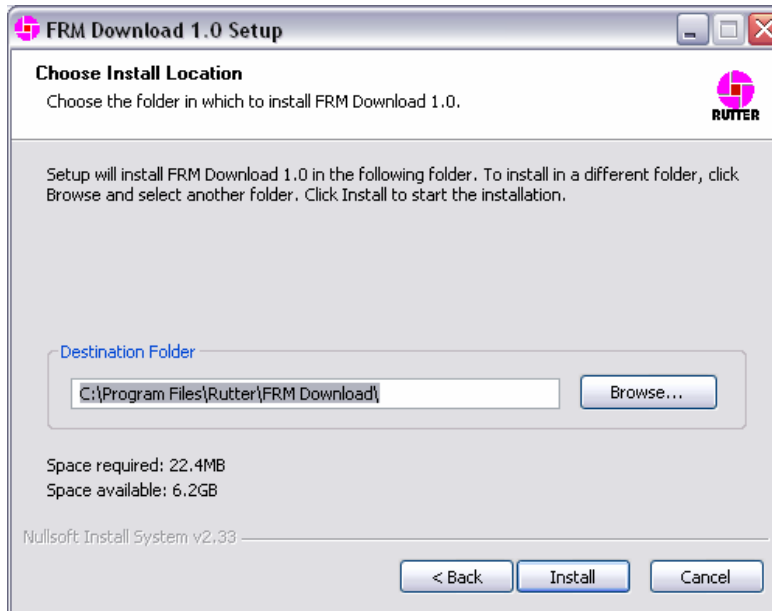 FRM Download 1.0 Setup
Choose Install Location
Choose the folder in which to install FRM Download 1.0.
RUTTER
Setup will install FRM Download 1.0 in the following folder. To install in a different folder, click
Browse and select another folder. Click Install to start the installation.
Destination Folder
C:\Program Files\Rutter\FRM Download\
Browse...
Space required: 22.4MB
Space available: 6.2GB
Nullsoft Install System v2.33
< Back
Install
Cancel